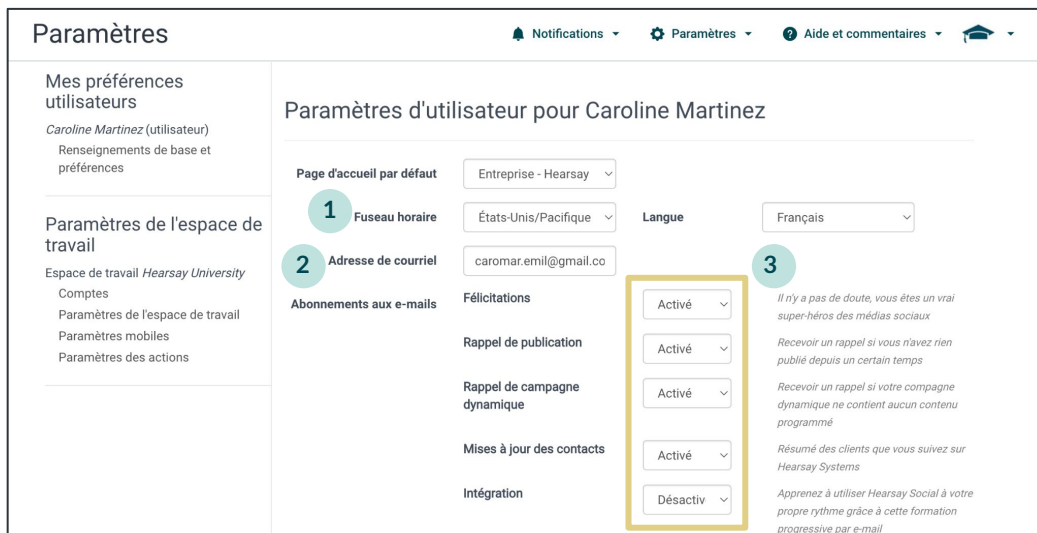 Paramètres
Notifications
Paramètres
Aide et commentaires
Mes préférences
utilisateurs
Caroline Martinez (utilisateur)
Renseignements de base et
préférences
Paramètres de l'espace de
travail
Espace de travail Hearsay University
Comptes
Paramètres de l'espace de travail
Paramètres mobiles
Paramètres des actions
Paramètres d'utilisateur pour Caroline Martinez
Page d'accueil par défaut
Entreprise - Hearsay
1
Fuseau horaire
États-Unis/Pacifique
Langue
Français
2
Adresse de courriel
caromar.emil@gmail.co
3
Abonnements aux e-mails
Félicitations
Activé
Il n'y a pas de doute, vous êtes un vrai
super-héros des médias sociaux
Rappel de publication
Activé
Recevoir un rappel si vous n'avez rien
publié depuis un certain temps
Rappel de campagne
dynamique
Activé
Recevoir un rappel si votre compagne
dynamique ne contient aucun contenu
programmé
Mises à jour des contacts
Activé
Résumé des clients que vous suivez sur
Hearsay Systems
Intégration
Désactiv
Apprenez à utiliser Hearsay Social à votre
propre rythme grâce à cette formation
progressive par e-mail